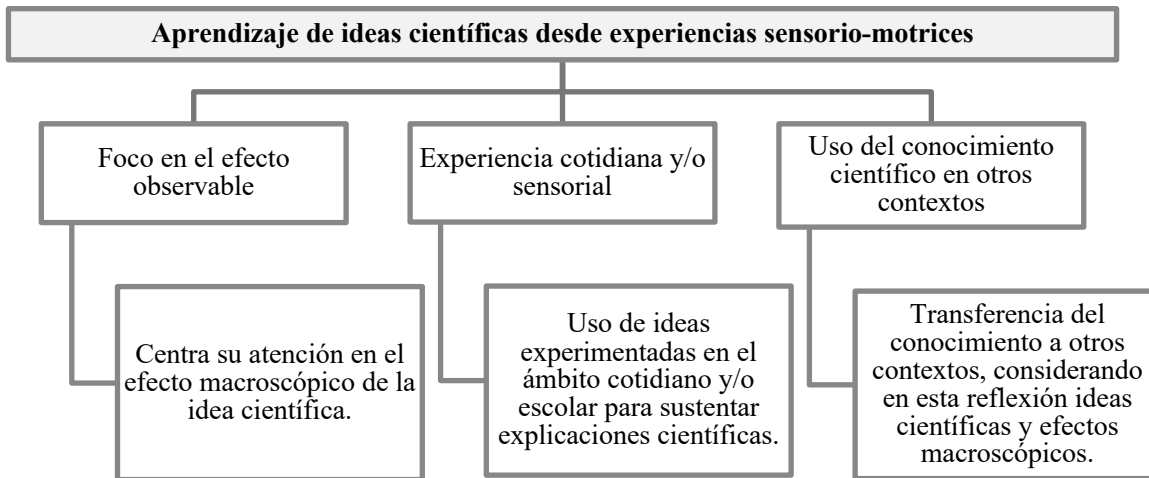 Aprendizaje de ideas científicas desde experiencias sensorio-motrices
Foco en el efecto
observable
Experiencia cotidiana y/o
sensorial
Uso del conocimiento
científico en otros
contextos
Centra su atención en el
efecto macroscópico de la
idea científica.
Uso de ideas
experimentadas en el
ámbito cotidiano y/o
escolar para sustentar
explicaciones científicas.
Transferencia del
conocimiento a otros
contextos, considerando
en esta reflexión ideas
científicas y efectos
macroscópicos.